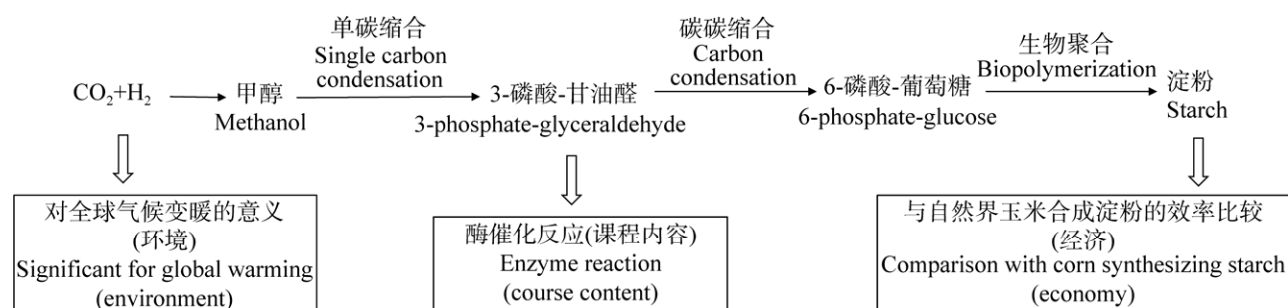 单碳缩合
Single carbon
condensation
碳碳缩合
Carbon
condensation
生物聚合
Biopolymerization
CO₂+H₂
甲醇
Methanol
3-磷酸-甘油醛
3-phosphate-glyceraldehyde
6-磷酸-葡萄糖
6-phosphate-glucose
淀粉
Starch
对全球气候变暖的意义
(环境)
Significant for global warming
(environment)
酶催化反应(课程内容)
Enzyme reaction
(course content)
与自然界玉米合成淀粉的效率比较
(经济)
Comparison with corn synthesizing starch
(economy)